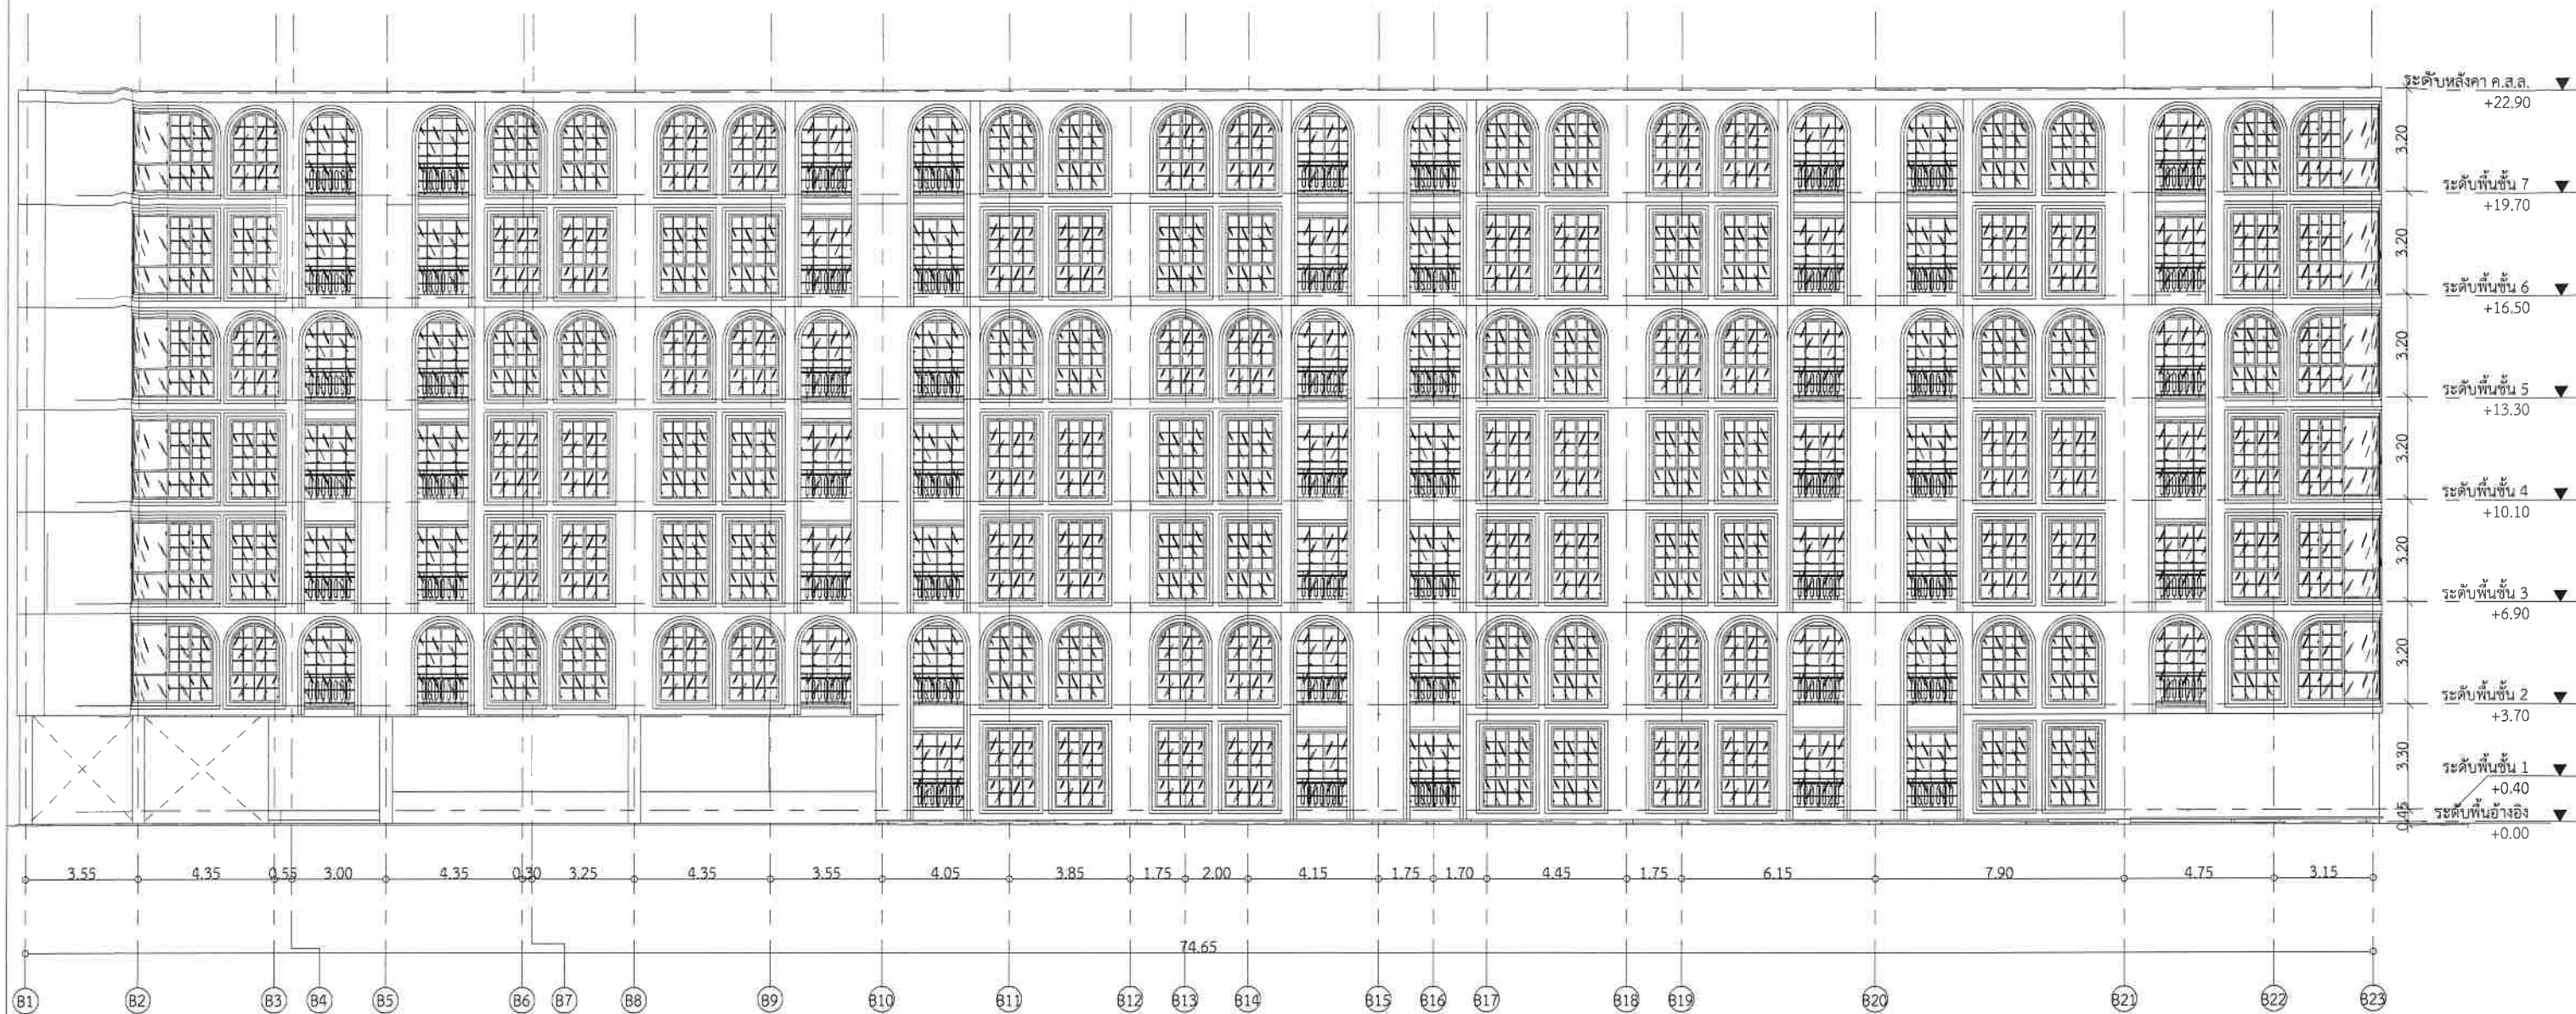 ระดับหลังคา ค.ส.ล.
+22.90
3.20
ระดับพื้นชั้น 7
+19.70
3.20
ระดับพื้นชั้น 6
+16.50
3.20
ระดับพื้นชั้น 5
+13.30
3.20
ระดับพื้นชั้น 4
+10.10
3.20
ระดับพื้นชั้น 3
+6.90
3.20
ระดับพื้นชั้น 2
+3.70
3.30
ระดับพื้นชั้น 1
+0.40
0.45
ระดับพื้นอ้างอิง
+0.00
3.55 4.35 0.55 3.00 4.35 0.30 3.25 4.35 3.55 4.05 3.85 1.75 2.00 4.15 1.75 1.70 4.45 1.75 6.15 7.90 4.75 3.15
74.65
B1 B2 B3 B4 B5 B6 B7 B8 B9 B10 B11 B12 B13 B14 B15 B16 B17 B18 B19 B20 B21 B22 B23